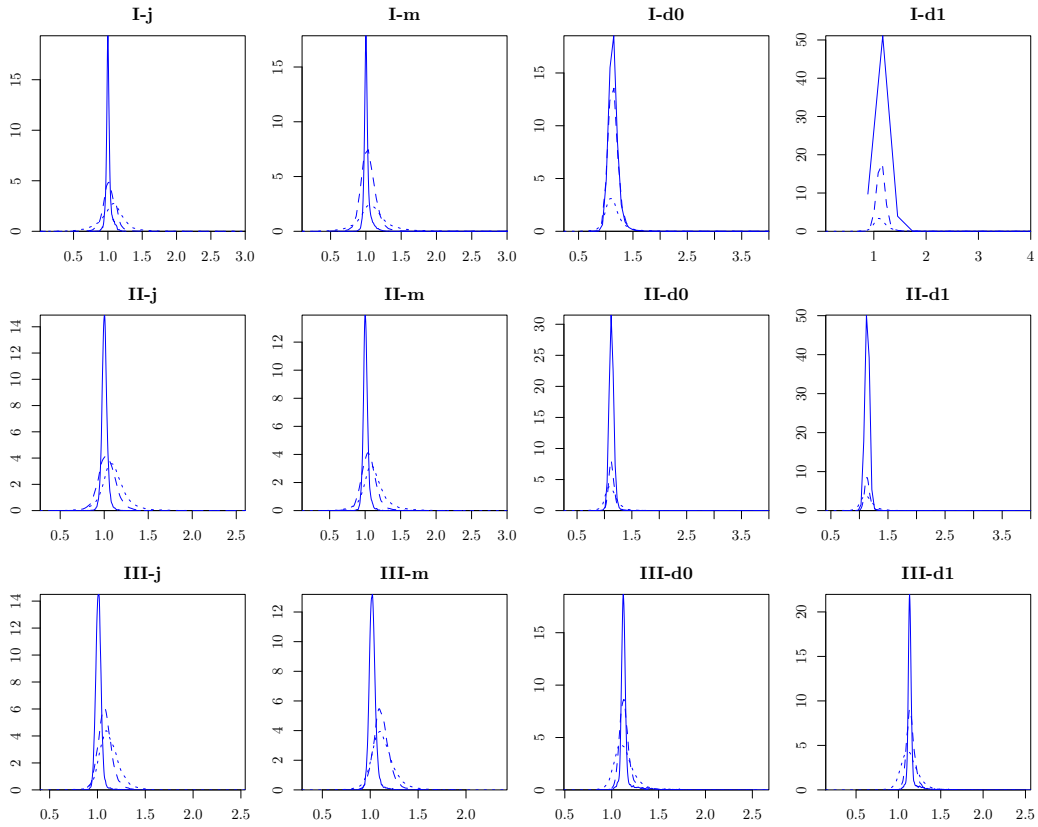 I-j I-m I-d0 I-d1
0 5 10 15 0 5 10 15 0 5 10 15 0 10 20 30 40 50
0.5 1.0 1.5 2.0 2.5 3.0 0.5 1.0 1.5 2.0 2.5 3.0 0.5 1.5 2.5 3.5 1 2 3 4
II-j II-m II-d0 II-d1
0 2 4 6 8 10 12 14 0 2 4 6 8 10 12 0 5 10 15 20 25 30 0 10 20 30 40 50
0.5 1.0 1.5 2.0 2.5 0.5 1.0 1.5 2.0 2.5 3.0 0.5 1.5 2.5 3.5 0.5 1.5 2.5 3.5
III-j III-m III-d0 III-d1
0 2 4 6 8 10 12 14 0 2 4 6 8 10 12 0 5 10 15 0 5 10 15 20
0.5 1.0 1.5 2.0 2.5 0.5 1.0 1.5 2.0 0.5 1.0 1.5 2.0 2.5 0.5 1.0 1.5 2.0 2.5